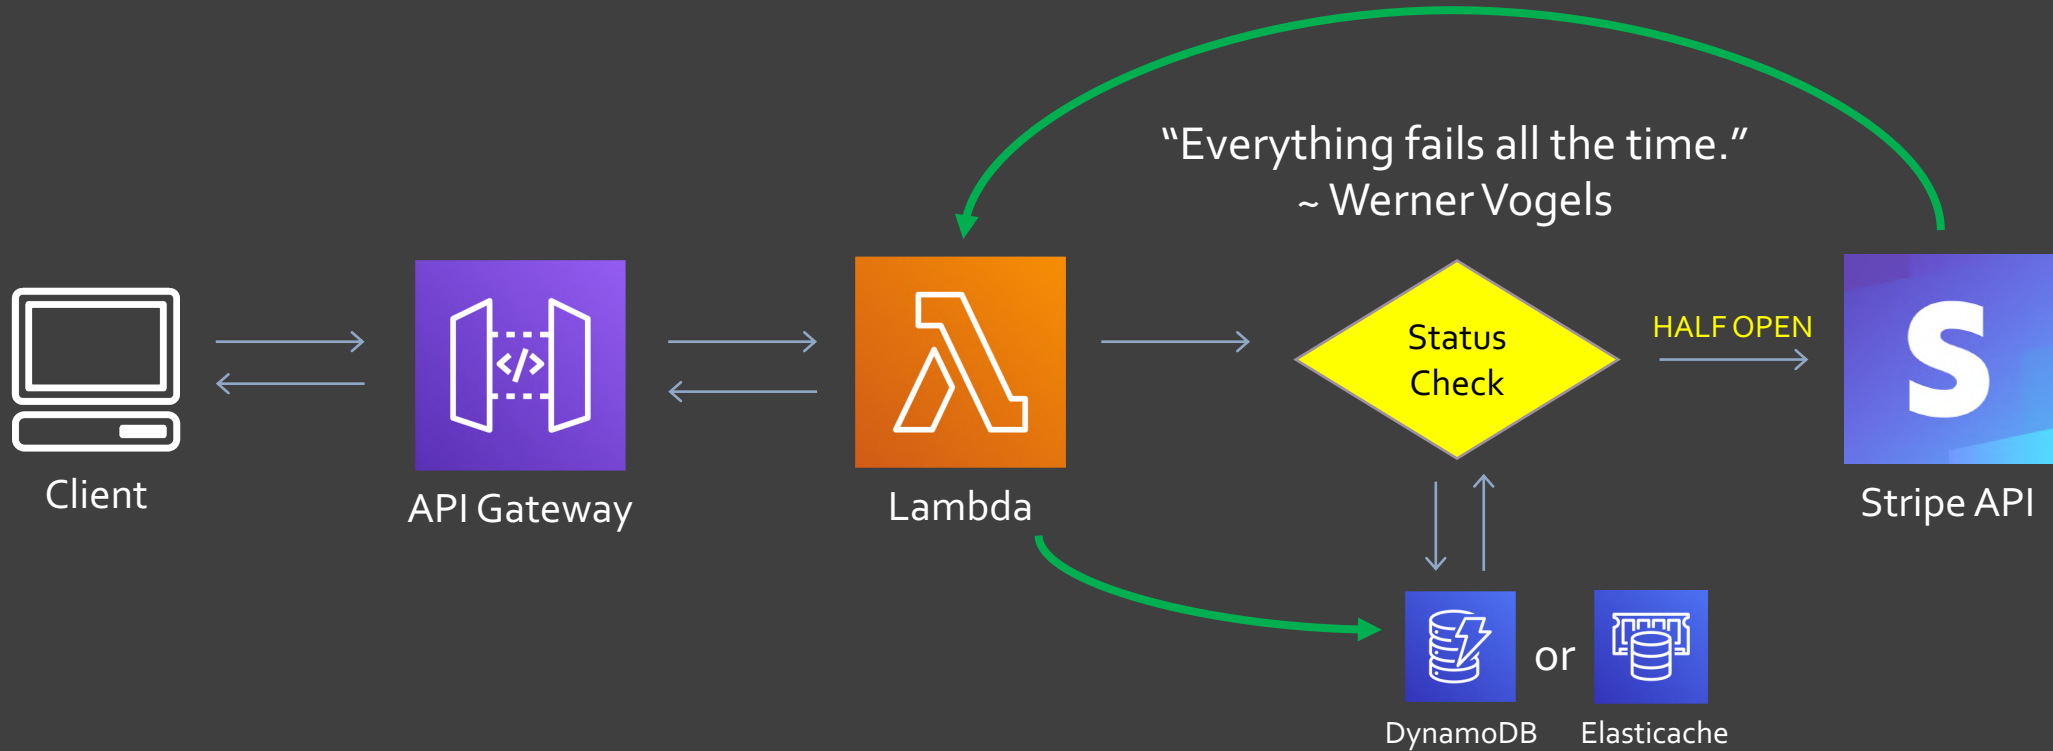 “Everything fails all the time.”
~ Werner Vogels
Client
API Gateway
</>
Lambda
Status
Check
HALF OPEN
S
Stripe API
or
DynamoDB
Elasticache